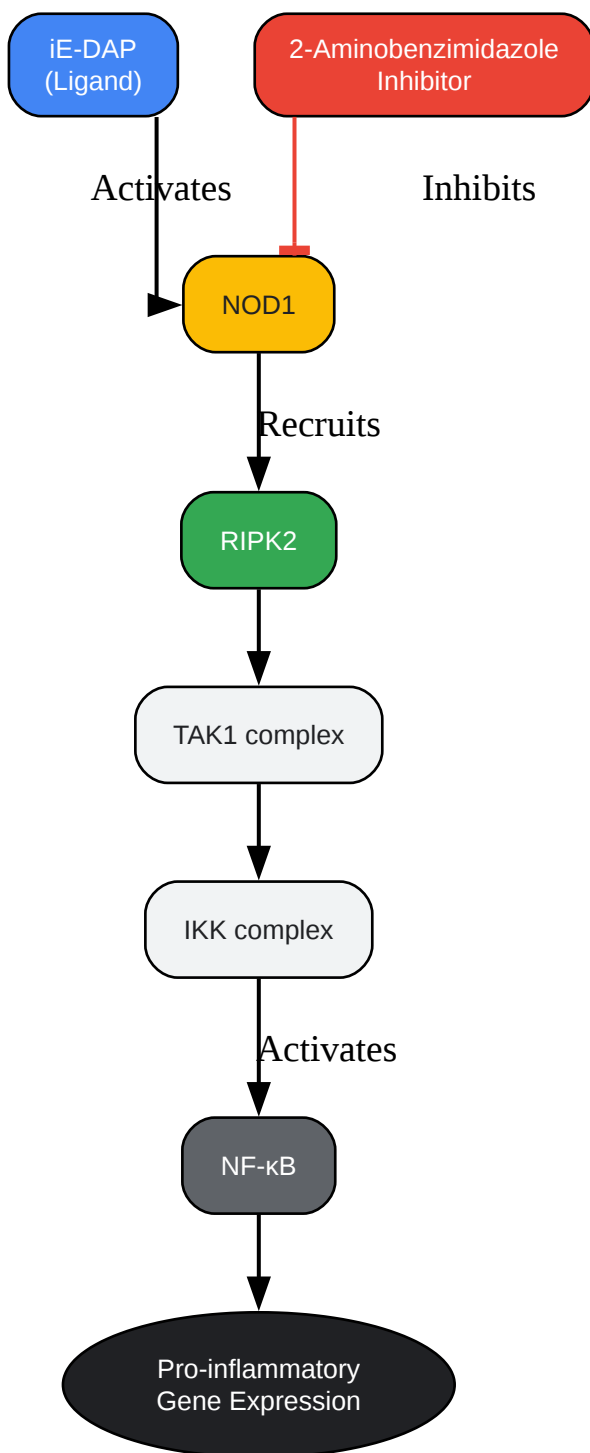 iE-DAP
(Ligand)
2-Aminobenzimidazole
Inhibitor
Activates
Inhibits
NOD1
Recruits
RIPK2
TAK1 complex
IKK complex
Activates
NF-κB
Pro-inflammatory
Gene Expression